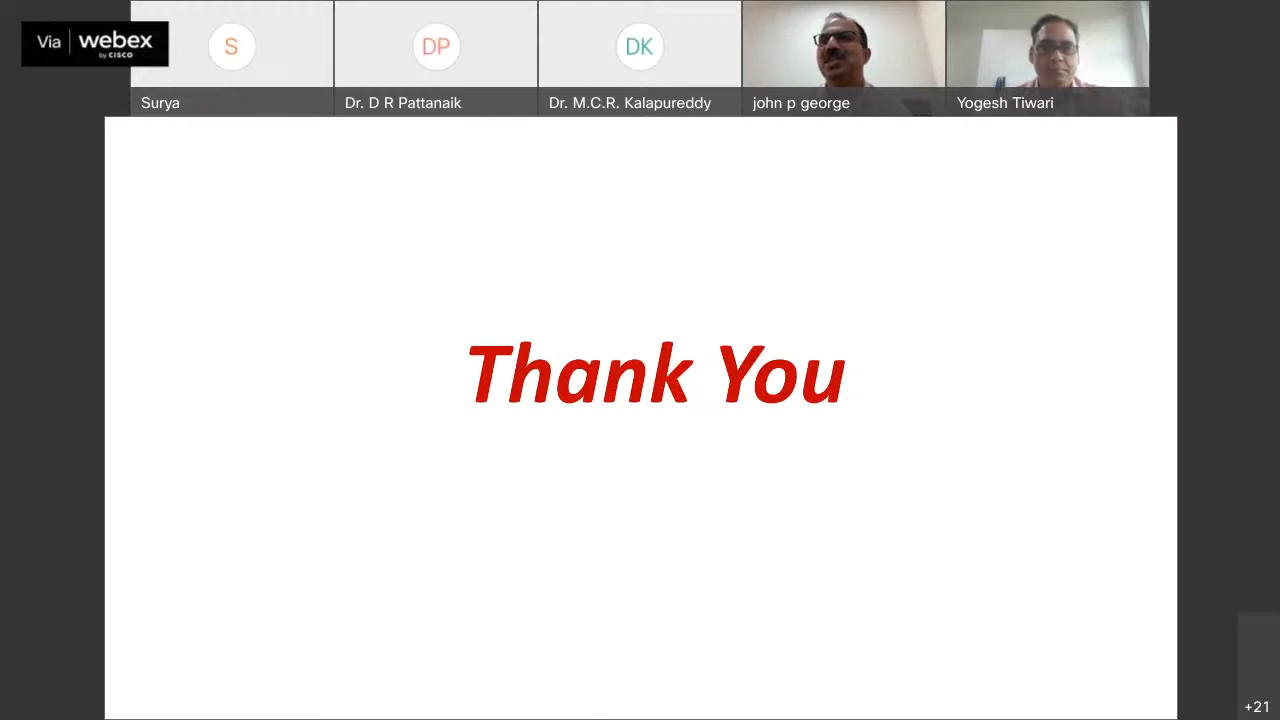 Via webex
by CISCO
S
DP
DK
Surya
Dr. D R Pattanaik
Dr. M.C.R. Kalapureddy
john p george
Yogesh Tiwari
Thank You
+21